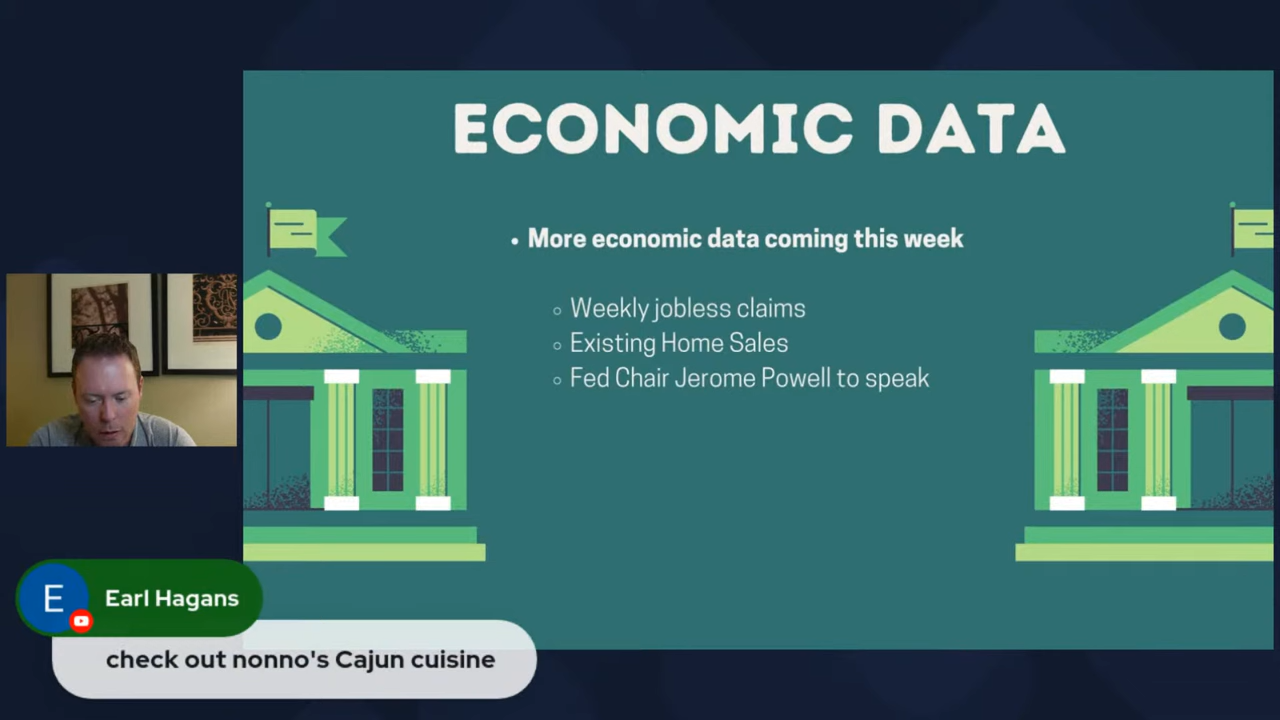 ECONOMIC DATA
More economic data coming this week
Weekly jobless claims
Existing Home Sales
Fed Chair Jerome Powell to speak
E
Earl Hagans
check out nonno's Cajun cuisine